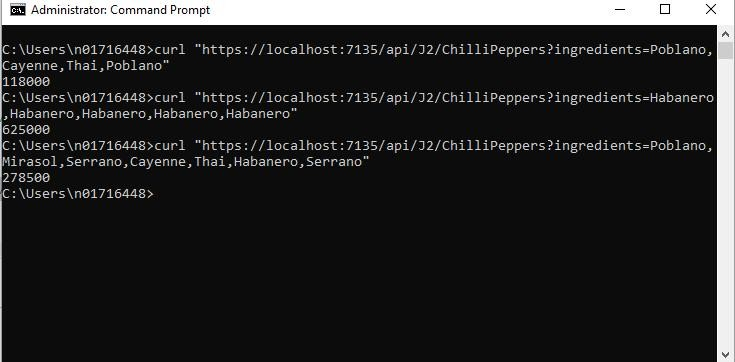 Administrator: Command Prompt
C:\Users\n01716448>curl "https://localhost:7135/api/J2/ChilliPeppers?ingredients=Poblano,
Cayenne,Thai,Poblano"
118000
C:\Users\n01716448>curl "https://localhost:7135/api/J2/ChilliPeppers?ingredients=Habanero
,Habanero,Habanero,Habanero,Habanero"
625000
C:\Users\n01716448>curl "https://localhost:7135/api/J2/ChilliPeppers?ingredients=Poblano,
Mirasol,Serrano,Cayenne,Thai,Habanero,Serrano"
278500
C:\Users\n01716448>